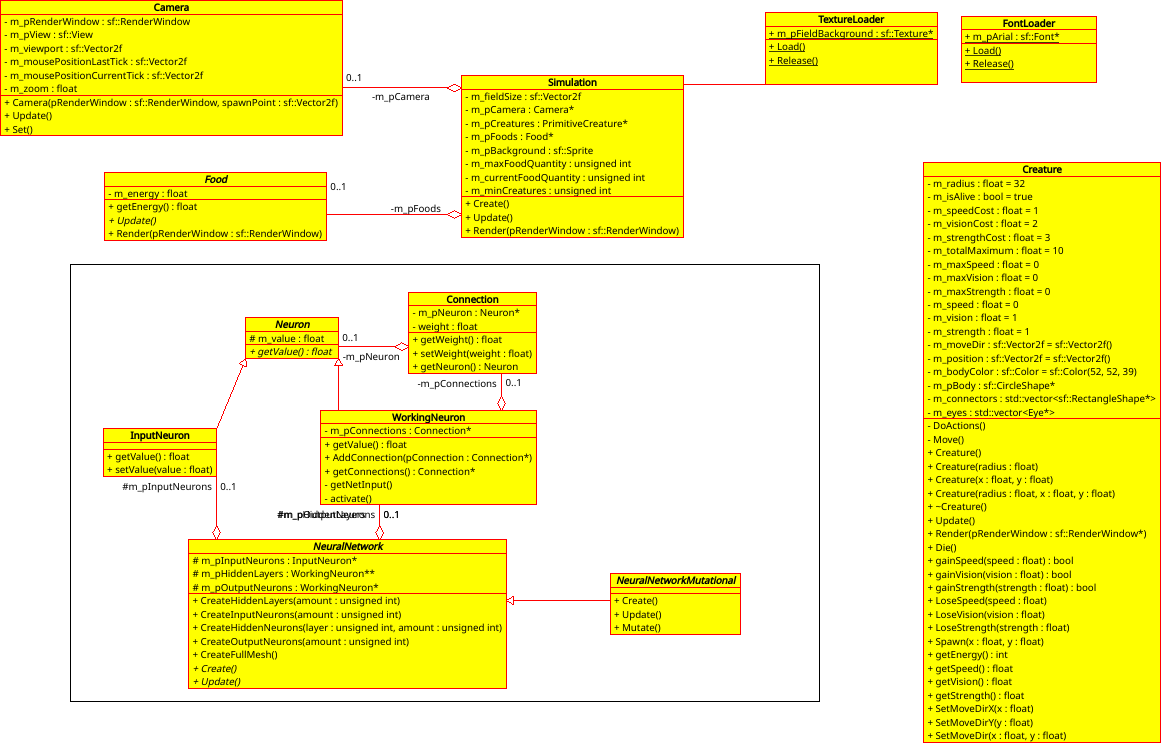 Camera
- m_pRenderWindow : sf::RenderWindow
- m_pView : sf::View
- m_viewport : sf::Vector2f
- m_mousePositionLastTick : sf::Vector2f
- m_mousePositionCurrentTick : sf::Vector2f
- m_zoom : float
+ Camera(pRenderWindow : sf::RenderWindow, spawnPoint : sf::Vector2f)
+ Update()
+ Set()
0..1
-m_pCamera
TextureLoader
+ m_pFieldBackground : sf::Texture*
+ Load()
+ Release()
FontLoader
+ m_pArial : sf::Font*
+ Load()
+ Release()
Simulation
- m_fieldSize : sf::Vector2f
- m_pCamera : Camera*
- m_pCreatures : PrimitiveCreature*
- m_pFoods : Food*
- m_pBackground : sf::Sprite
- m_maxFoodQuantity : unsigned int
- m_currentFoodQuantity : unsigned int
- m_minCreatures : unsigned int
+ Create()
+ Update()
+ Render(pRenderWindow : sf::RenderWindow)
Food
- m_energy : float
+ getEnergy() : float
+ Update()
+ Render(pRenderWindow : sf::RenderWindow)
0..1
-m_pFoods
Creature
- m_radius : float = 32
- m_isAlive : bool = true
- m_speedCost : float = 1
- m_visionCost : float = 2
- m_strengthCost : float = 3
- m_totalMaximum : float = 10
- m_maxSpeed : float = 0
- m_maxVision : float = 0
- m_maxStrength : float = 0
- m_speed : float = 0
- m_vision : float = 1
- m_strength : float = 1
- m_moveDir : sf::Vector2f = sf::Vector2f()
- m_position : sf::Vector2f = sf::Vector2f()
- m_bodyColor : sf::Color = sf::Color(52, 52, 39)
- m_pBody : sf::CircleShape*
- m_connectors : std::vector<sf::RectangleShape*>
- m_eyes : std::vector<Eye*>
- DoActions()
- Move()
+ Creature()
+ Creature(radius : float)
+ Creature(x : float, y : float)
+ Creature(radius : float, x : float, y : float)
+ ~Creature()
+ Update()
+ Render(pRenderWindow : sf::RenderWindow*)
+ Die()
+ gainSpeed(speed : float) : bool
+ gainVision(vision : float) : bool
+ gainStrength(strength : float) : bool
+ LoseSpeed(speed : float)
+ LoseVision(vision : float)
+ LoseStrength(strength : float)
+ Spawn(x : float, y : float)
+ getEnergy() : int
+ getSpeed() : float
+ getVision() : float
+ getStrength() : float
+ SetMoveDirX(x : float)
+ SetMoveDirY(y : float)
+ SetMoveDir(x : float, y : float)
Connection
- m_pNeuron : Neuron*
- weight : float
+ getWeight() : float
+ setWeight(weight : float)
+ getNeuron() : Neuron
Neuron
# m_value : float
+ getValue() : float
0..1
-m_pNeuron
-m_pConnections
0..1
WorkingNeuron
- m_pConnections : Connection*
+ getValue() : float
+ AddConnection(pConnection : Connection*)
+ getConnections() : Connection*
- getNetInput()
- activate()
InputNeuron
+ getValue() : float
+ setValue(value : float)
#m_pInputNeurons
0..1
0..1
NeuralNetwork
# m_pInputNeurons : InputNeuron*
# m_pHiddenLayers : WorkingNeuron**
# m_pOutputNeurons : WorkingNeuron*
+ CreateHiddenLayers(amount : unsigned int)
+ CreateInputNeurons(amount : unsigned int)
+ CreateHiddenNeurons(layer : unsigned int, amount : unsigned int)
+ CreateOutputNeurons(amount : unsigned int)
+ CreateFullMesh()
+ Create()
+ Update()
NeuralNetworkMutational
+ Create()
+ Update()
+ Mutate()